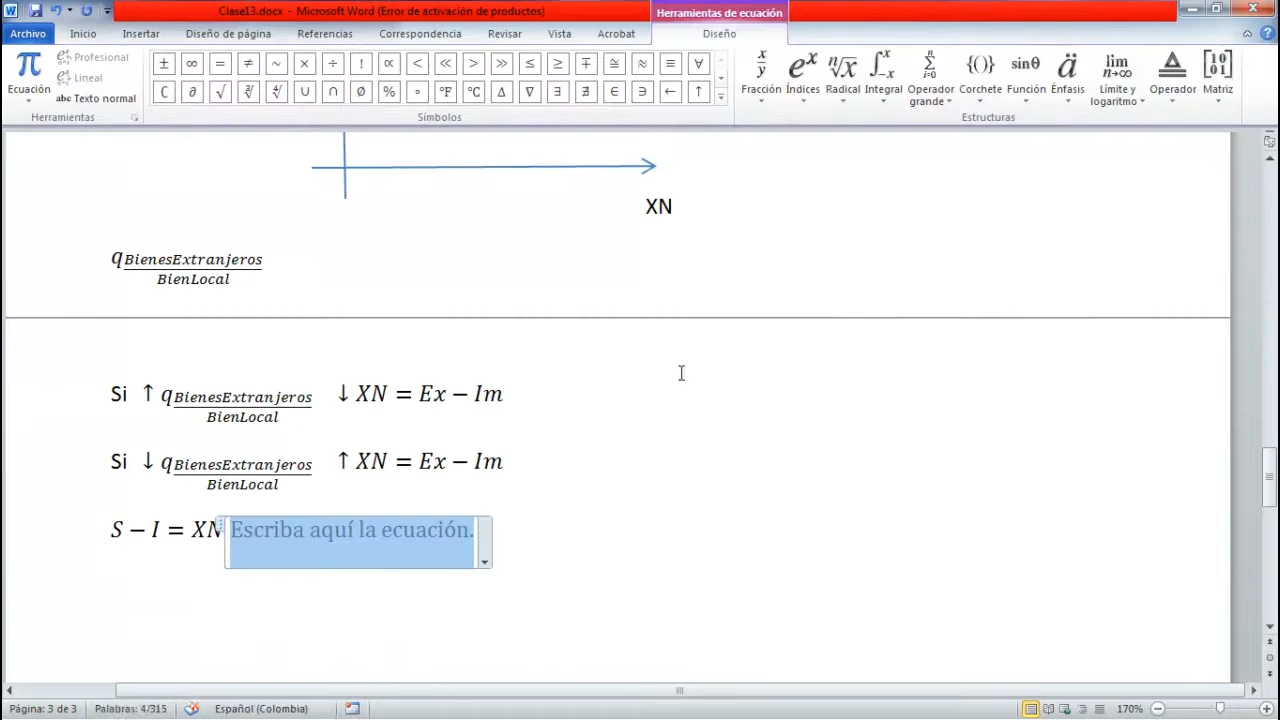 Clase13.docx - Microsoft Word (Error de activación de productos)
Herramientas de ecuación
Archivo Inicio Insertar Diseño de página Referencias Correspondencia Revisar Vista Acrobat Diseño
π Ecuación
Profesional
Lineal
abc Texto normal
± ∞ = ≠ ~ × ÷ ! ∝ < ≪ > ≫ ≤ ≥ ∓ ≅ ≈ ≡ ∀
∁ ∂ √ ∛ ∜ ∪ ∩ ∅ % ° ℉ ℃ ∆ ∇ ∃ ∄ ∈ ∋ ← ↑
x/y Fracción
eˣ Índices
ⁿ√x Radical
Integral
Operador grande
{()} Corchete
sinθ Función
ä Énfasis
lim n→∞ Límite y logaritmo
Operador
Matriz
Herramientas Símbolos Estructuras
XN
q BienesExtranjeros
BienLocal
Si ↑ q BienesExtranjeros ↓ XN = Ex − Im
BienLocal
Si ↓ q BienesExtranjeros ↑ XN = Ex − Im
BienLocal
S − I = XN Escriba aquí la ecuación.
Página: 3 de 3 Palabras: 4/315 Español (Colombia) 170%